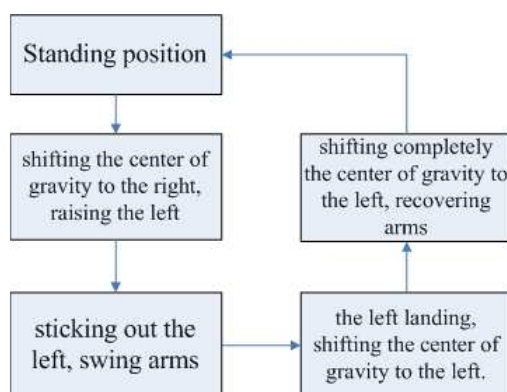 Standing position
shifting the center of
gravity to the right,
raising the left
sticking out the
left, swing arms
the left landing,
shifting the center of
gravity to the left.
shifting completely
the center of gravity to
the left, recovering
arms